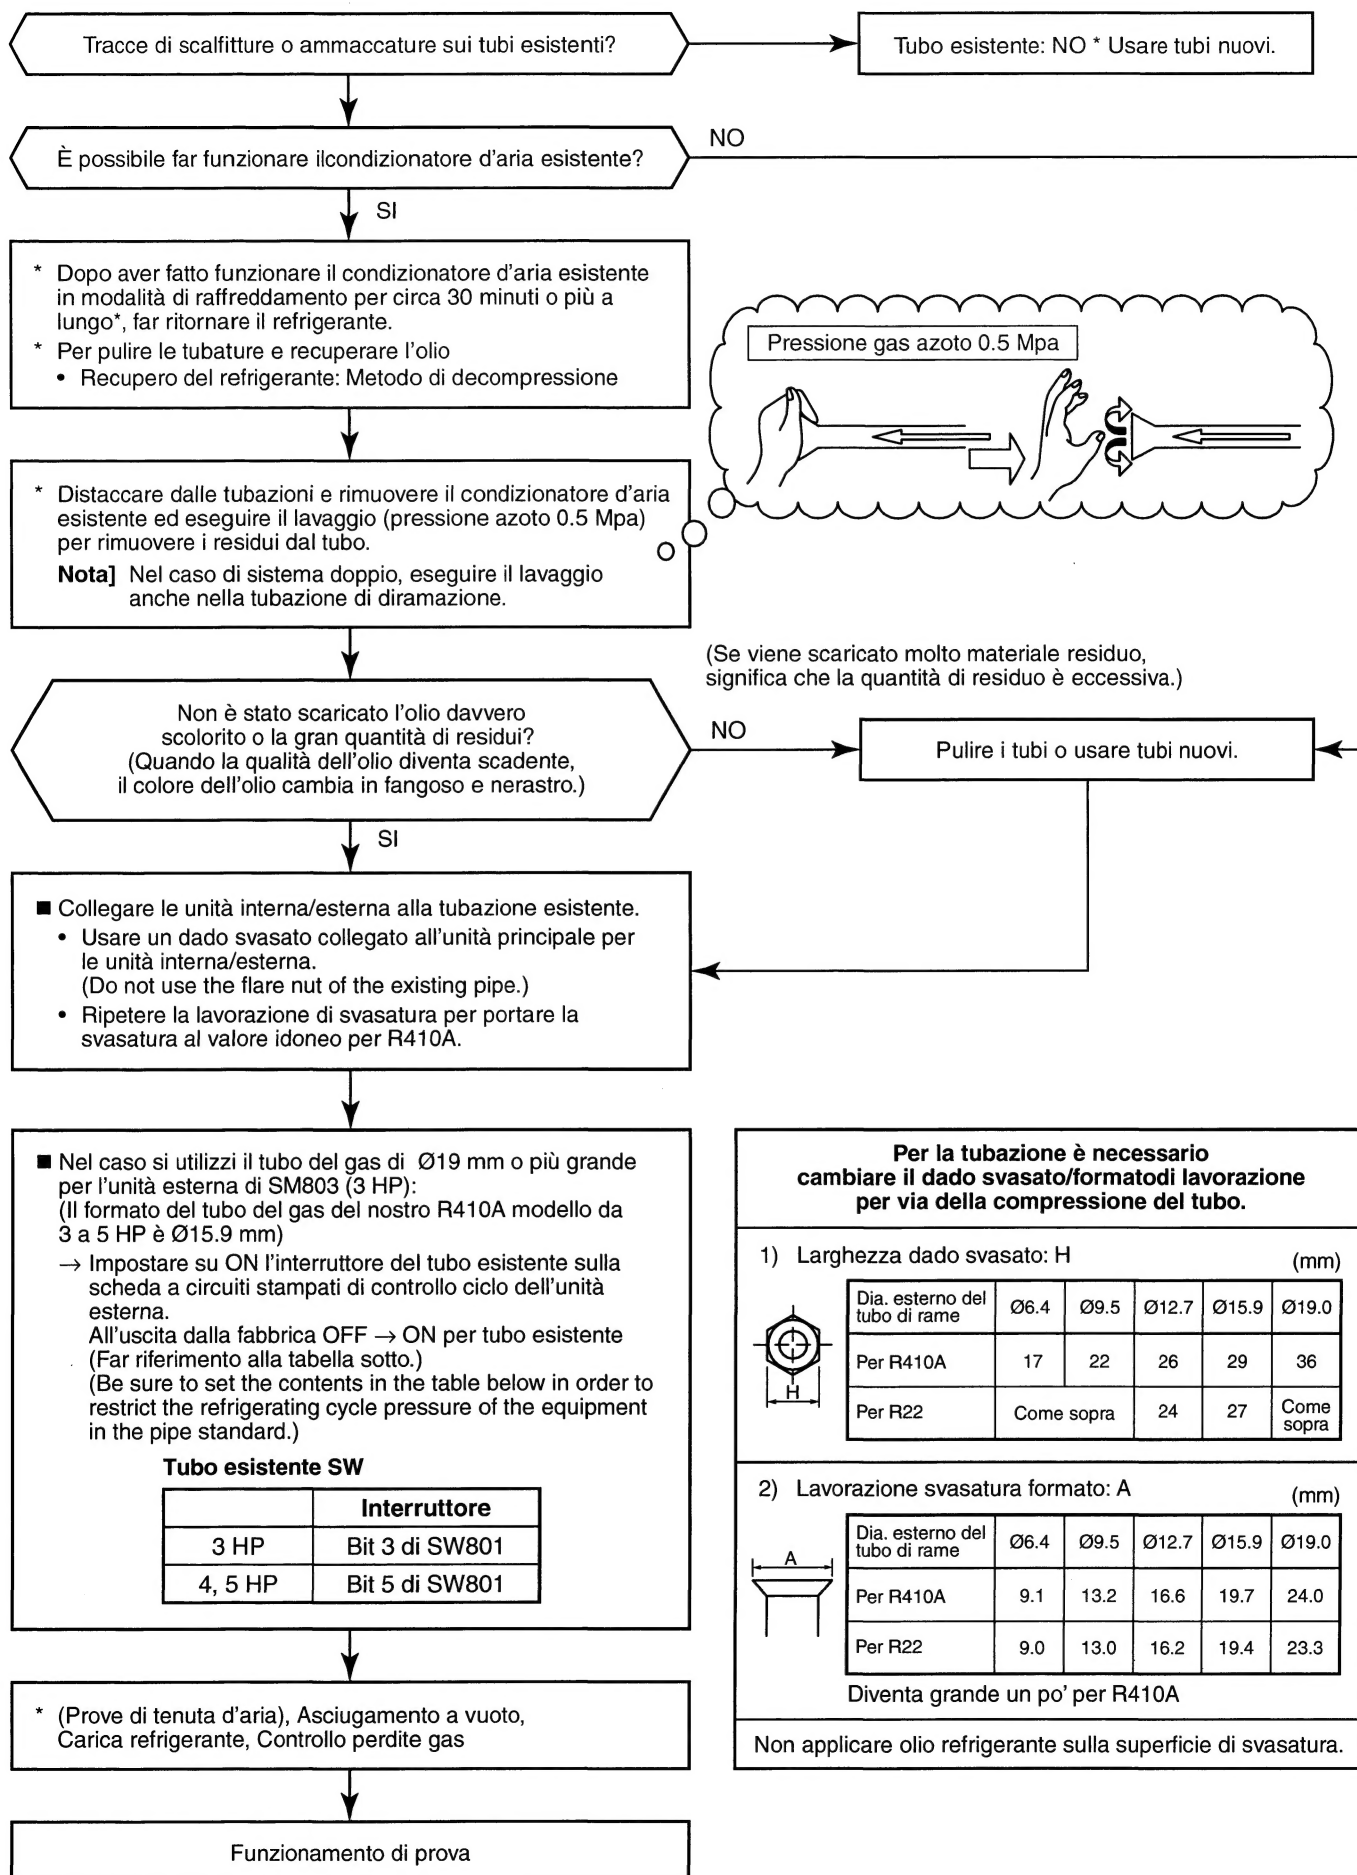 Tracce di scalfitture o ammaccature sui tubi esistenti?
Tubo esistente: NO * Usare tubi nuovi.
È possibile far funzionare ilcondizionatore d'aria esistente?
NO
SI
* Dopo aver fatto funzionare il condizionatore d'aria esistente
in modalità di raffreddamento per circa 30 minuti o più a
lungo*, far ritornare il refrigerante.
* Per pulire le tubature e recuperare l'olio
• Recupero del refrigerante: Metodo di decompressione
Pressione gas azoto 0.5 Mpa
* Distaccare dalle tubazioni e rimuovere il condizionatore d'aria
esistente ed eseguire il lavaggio (pressione azoto 0.5 Mpa)
per rimuovere i residui dal tubo.
Nota] Nel caso di sistema doppio, eseguire il lavaggio
anche nella tubazione di diramazione.
(Se viene scaricato molto materiale residuo,
significa che la quantità di residuo è eccessiva.)
Non è stato scaricato l'olio davvero
scolorito o la gran quantità di residui?
(Quando la qualità dell'olio diventa scadente,
il colore dell'olio cambia in fangoso e nerastro.)
NO
Pulire i tubi o usare tubi nuovi.
SI
■ Collegare le unità interna/esterna alla tubazione esistente.
• Usare un dado svasato collegato all'unità principale per
le unità interna/esterna.
(Do not use the flare nut of the existing pipe.)
• Ripetere la lavorazione di svasatura per portare la
svasatura al valore idoneo per R410A.
■ Nel caso si utilizzi il tubo del gas di Ø19 mm o più grande
per l'unità esterna di SM803 (3 HP):
(Il formato del tubo del gas del nostro R410A modello da
3 a 5 HP è Ø15.9 mm)
→ Impostare su ON l'interruttore del tubo esistente sulla
scheda a circuiti stampati di controllo ciclo dell'unità
esterna.
All'uscita dalla fabbrica OFF → ON per tubo esistente
(Far riferimento alla tabella sotto.)
(Be sure to set the contents in the table below in order to
restrict the refrigerating cycle pressure of the equipment
in the pipe standard.)
Tubo esistente SW
Interruttore
3 HP Bit 3 di SW801
4, 5 HP Bit 5 di SW801
* (Prove di tenuta d'aria), Asciugamento a vuoto,
Carica refrigerante, Controllo perdite gas
Funzionamento di prova
Per la tubazione è necessario
cambiare il dado svasato/formatodi lavorazione
per via della compressione del tubo.
1) Larghezza dado svasato: H (mm)
H
Dia. esterno del
tubo di rame Ø6.4 Ø9.5 Ø12.7 Ø15.9 Ø19.0
Per R410A 17 22 26 29 36
Per R22 Come sopra 24 27 Come
sopra
2) Lavorazione svasatura formato: A (mm)
A
Dia. esterno del
tubo di rame Ø6.4 Ø9.5 Ø12.7 Ø15.9 Ø19.0
Per R410A 9.1 13.2 16.6 19.7 24.0
Per R22 9.0 13.0 16.2 19.4 23.3
Diventa grande un po' per R410A
Non applicare olio refrigerante sulla superficie di svasatura.